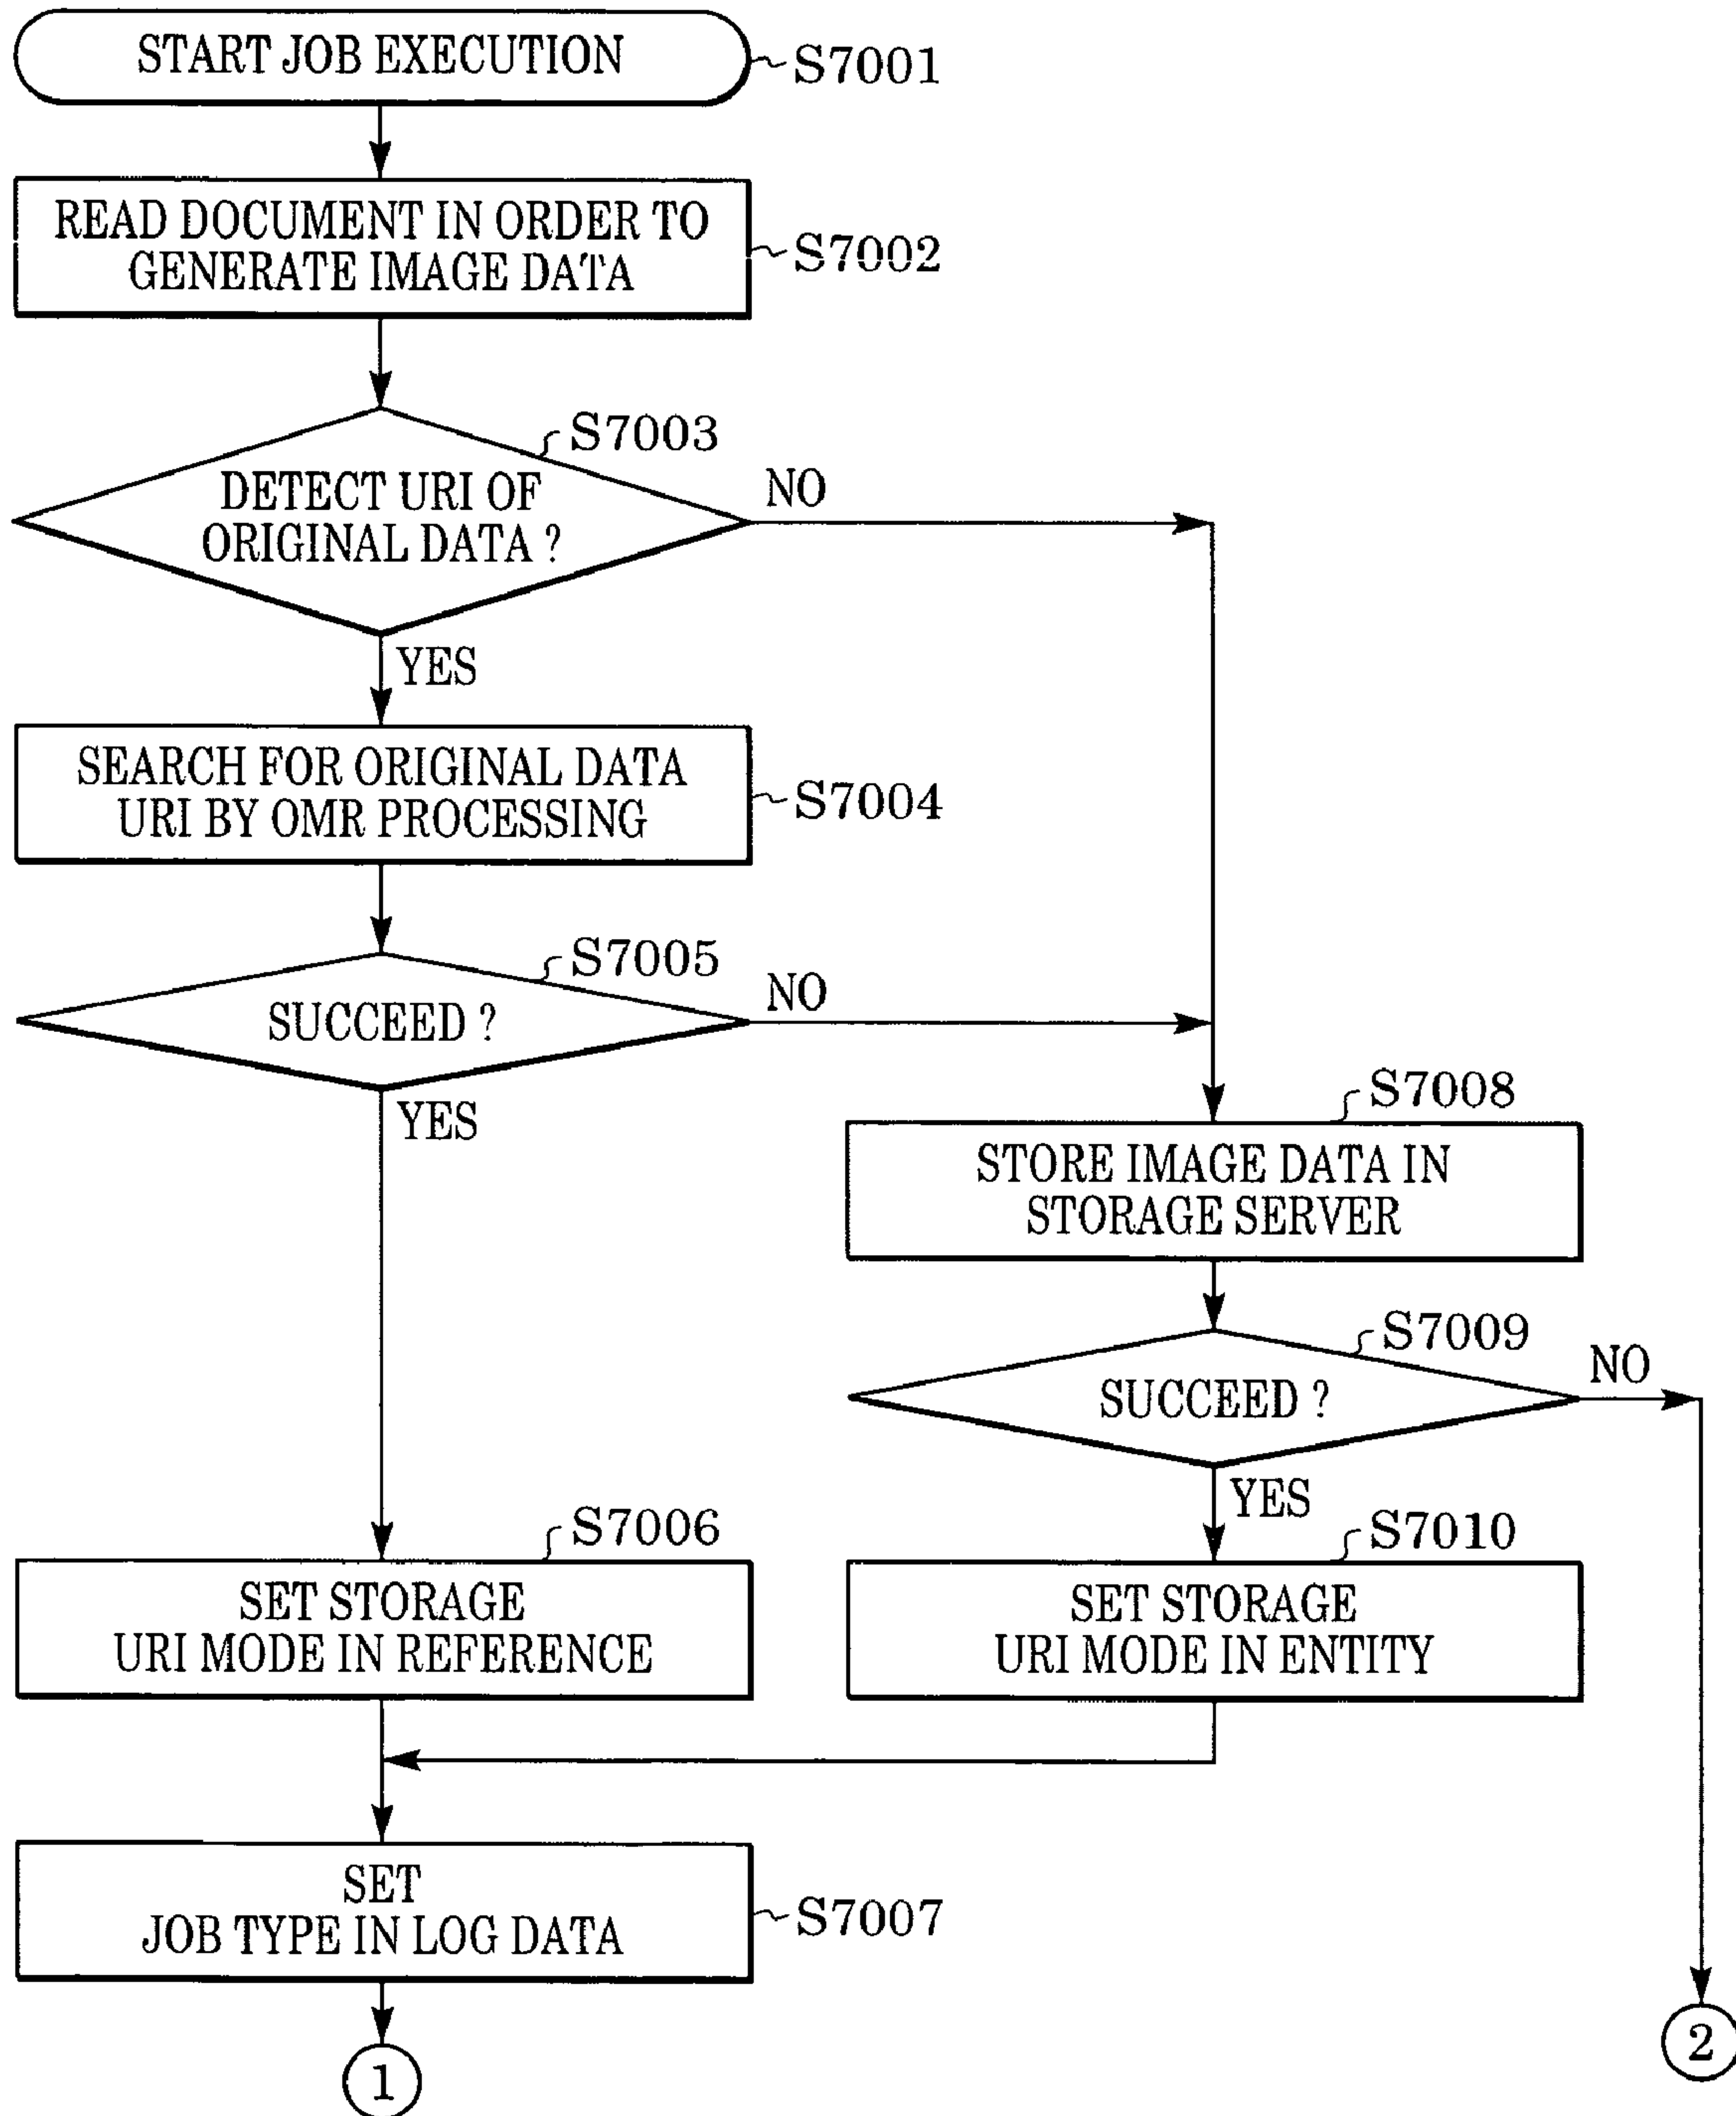 START JOB EXECUTION
S7001
READ DOCUMENT IN ORDER TO
GENERATE IMAGE DATA
S7002
S7003
DETECT URI OF
ORIGINAL DATA ?
NO
YES
SEARCH FOR ORIGINAL DATA
URI BY OMR PROCESSING
S7004
S7005
SUCCEED ?
NO
YES
S7008
STORE IMAGE DATA IN
STORAGE SERVER
S7009
SUCCEED ?
NO
YES
S7006
SET STORAGE
URI MODE IN REFERENCE
S7010
SET STORAGE
URI MODE IN ENTITY
SET
JOB TYPE IN LOG DATA
S7007
1
2